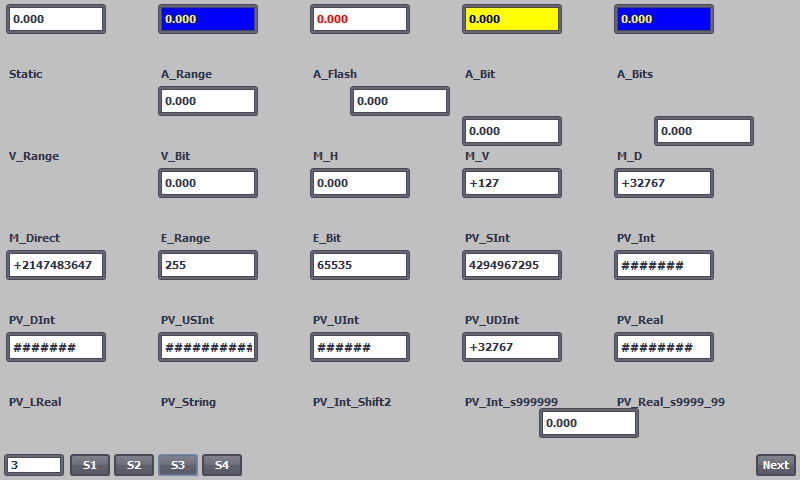 0.000 0.000 0.000 0.000 0.000
Static A_Range A_Flash A_Bit A_Bits
0.000 0.000
0.000 0.000
V_Range V_Bit M_H M_V M_D
0.000 0.000 +127 +32767
M_Direct E_Range E_Bit PV_SInt PV_Int
+2147483647 255 65535 4294967295 #######
PV_DInt PV_USInt PV_UInt PV_UDInt PV_Real
####### ########## ###### +32767 ########
PV_LReal PV_String PV_Int_Shift2 PV_Int_s999999 PV_Real_s9999_99
0.000
3 S1 S2 S3 S4 Next